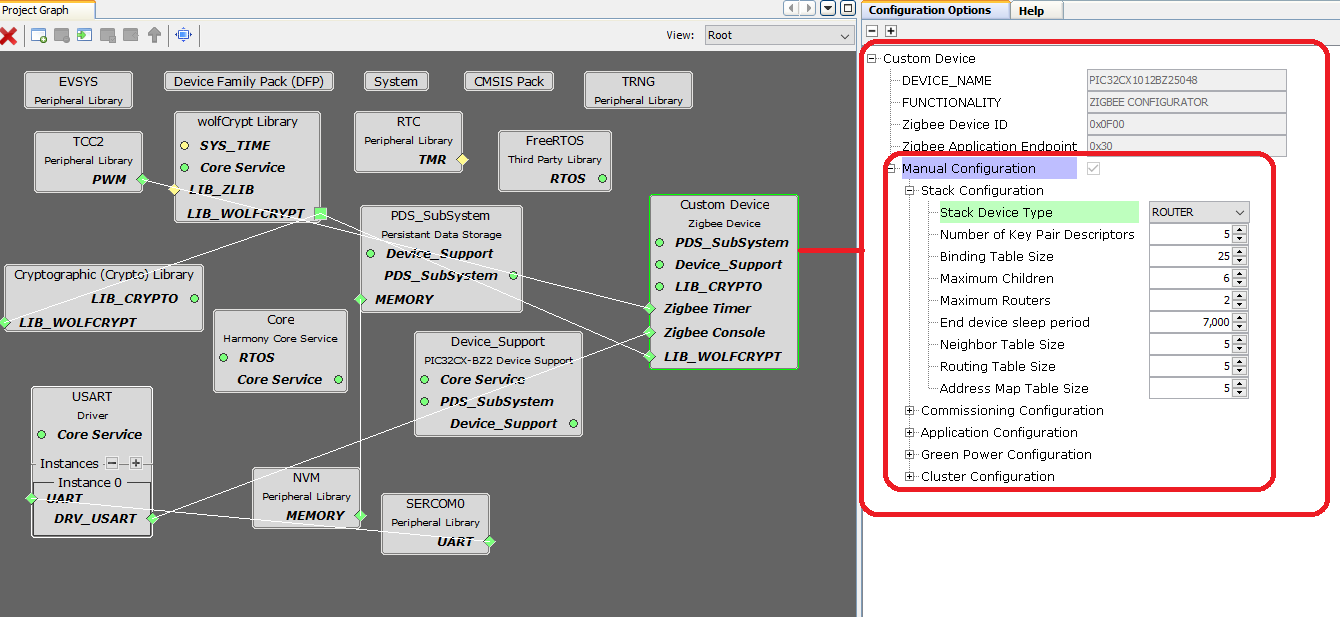 Project Graph
View: Root
EVSYS
Peripheral Library
Device Family Pack (DFP)
System
CMSIS Pack
TRNG
Peripheral Library
TCC2
Peripheral Library
PWM
wolfCrypt Library
SYS_TIME
Core Service
LIB_ZLIB
LIB_WOLFCRYPT
RTC
Peripheral Library
TMR
FreeRTOS
Third Party Library
RTOS
PDS_SubSystem
Persistant Data Storage
Device_Support
PDS_SubSystem
MEMORY
Custom Device
Zigbee Device
PDS_SubSystem
Device_Support
LIB_CRYPTO
Zigbee Timer
Zigbee Console
LIB_WOLFCRYPT
Cryptographic (Crypto) Library
LIB_CRYPTO
LIB_WOLFCRYPT
Core
Harmony Core Service
RTOS
Core Service
Device_Support
PIC32CX-BZ2 Device Support
Core Service
PDS_SubSystem
Device_Support
USART
Driver
Core Service
Instances
Instance 0
UART
DRV_USART
NVM
Peripheral Library
MEMORY
SERCOM0
Peripheral Library
UART
Configuration Options
Help
Custom Device
DEVICE_NAME PIC32CX1012BZ25048
FUNCTIONALITY ZIGBEE CONFIGURATOR
Zigbee Device ID 0x0F00
Zigbee Application Endpoint 0x30
Manual Configuration
Stack Configuration
Stack Device Type ROUTER
Number of Key Pair Descriptors 5
Binding Table Size 25
Maximum Children 6
Maximum Routers 2
End device sleep period 7,000
Neighbor Table Size 5
Routing Table Size 5
Address Map Table Size 5
Commissioning Configuration
Application Configuration
Green Power Configuration
Cluster Configuration